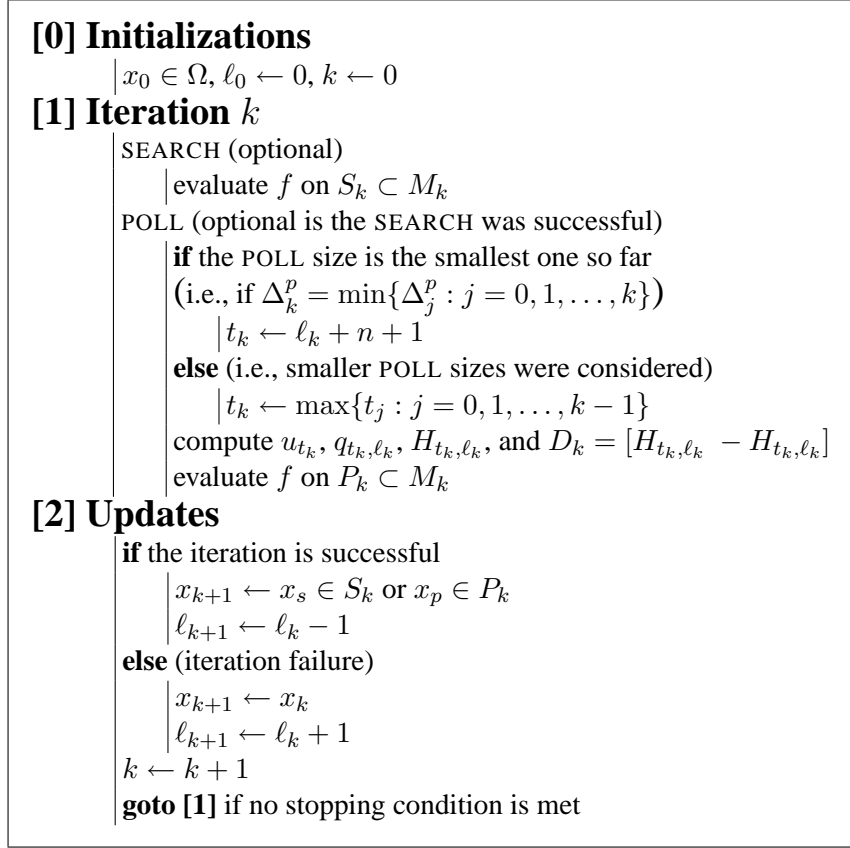 [0] Initializations
x_0 ∈ Ω, ℓ_0 ← 0, k ← 0
[1] Iteration k
SEARCH (optional)
evaluate f on S_k ⊂ M_k
POLL (optional is the SEARCH was successful)
if the POLL size is the smallest one so far
(i.e., if Δ^p_k = min{Δ^p_j : j = 0, 1, . . . , k})
t_k ← ℓ_k + n + 1
else (i.e., smaller POLL sizes were considered)
t_k ← max{t_j : j = 0, 1, . . . , k − 1}
compute u_{t_k}, q_{t_k,ℓ_k}, H_{t_k,ℓ_k}, and D_k = [H_{t_k,ℓ_k} − H_{t_k,ℓ_k}]
evaluate f on P_k ⊂ M_k
[2] Updates
if the iteration is successful
x_{k+1} ← x_s ∈ S_k or x_p ∈ P_k
ℓ_{k+1} ← ℓ_k − 1
else (iteration failure)
x_{k+1} ← x_k
ℓ_{k+1} ← ℓ_k + 1
k ← k + 1
goto [1] if no stopping condition is met